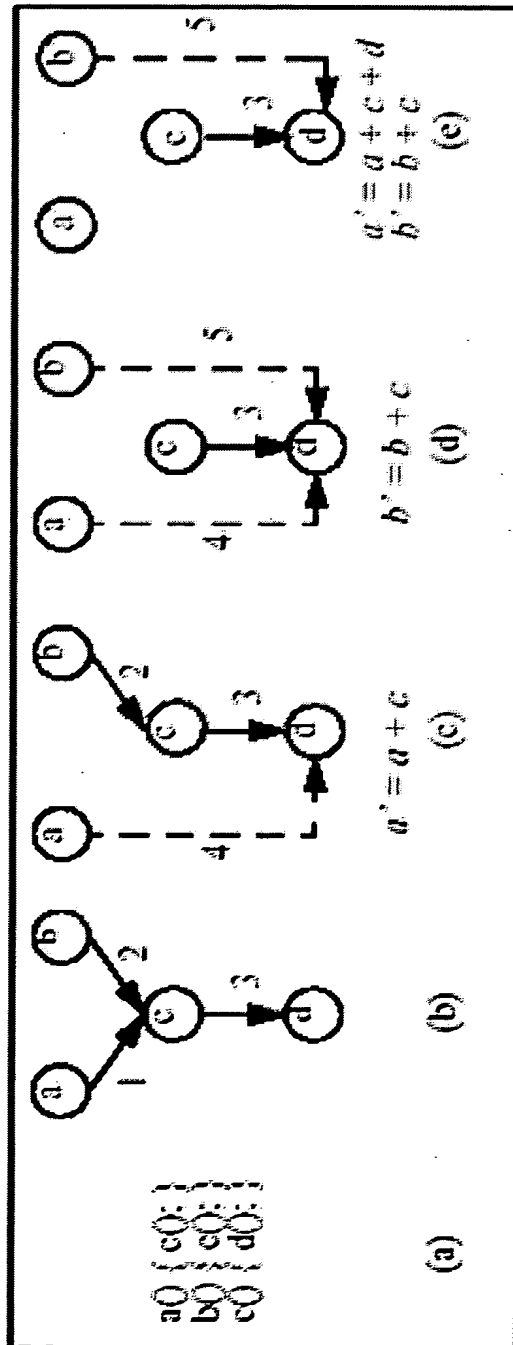 a() { c(); }
b() { c(); }
c() { d(); }
(a)
a
b
1
2
c
3
d
(b)
a
b
2
c
4
3
d
a' = a + c
(c)
a
b
c
4
3
5
d
b' = b + c
(d)
a
b
c
3
5
d
a' = a + c + d
b' = b + c
(e)